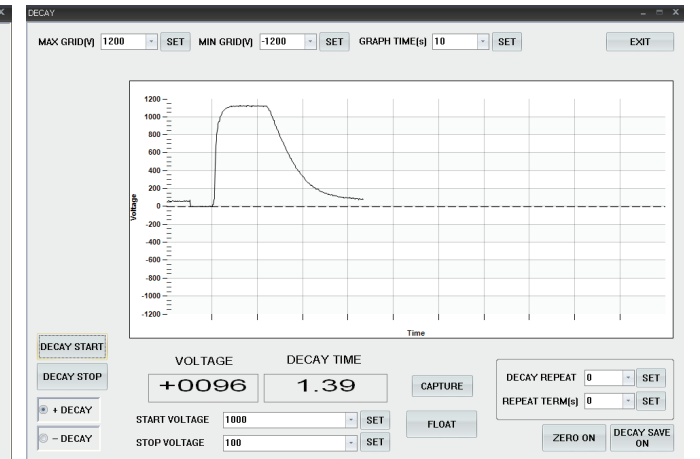 DECAY
MAX GRID(V) 1200 SET MIN GRID(V) -1200 SET GRAPH TIME(s) 10 SET EXIT
1200
1000
800
600
400
200
0
-200
-400
-600
-800
-1000
-1200
Voltage
Time
DECAY START
DECAY STOP
+ DECAY
- DECAY
VOLTAGE DECAY TIME
+0096 1.39 CAPTURE
START VOLTAGE 1000 SET
STOP VOLTAGE 100 SET
FLOAT
DECAY REPEAT 0 SET
REPEAT TERM(s) 0 SET
ZERO ON
DECAY SAVE
ON